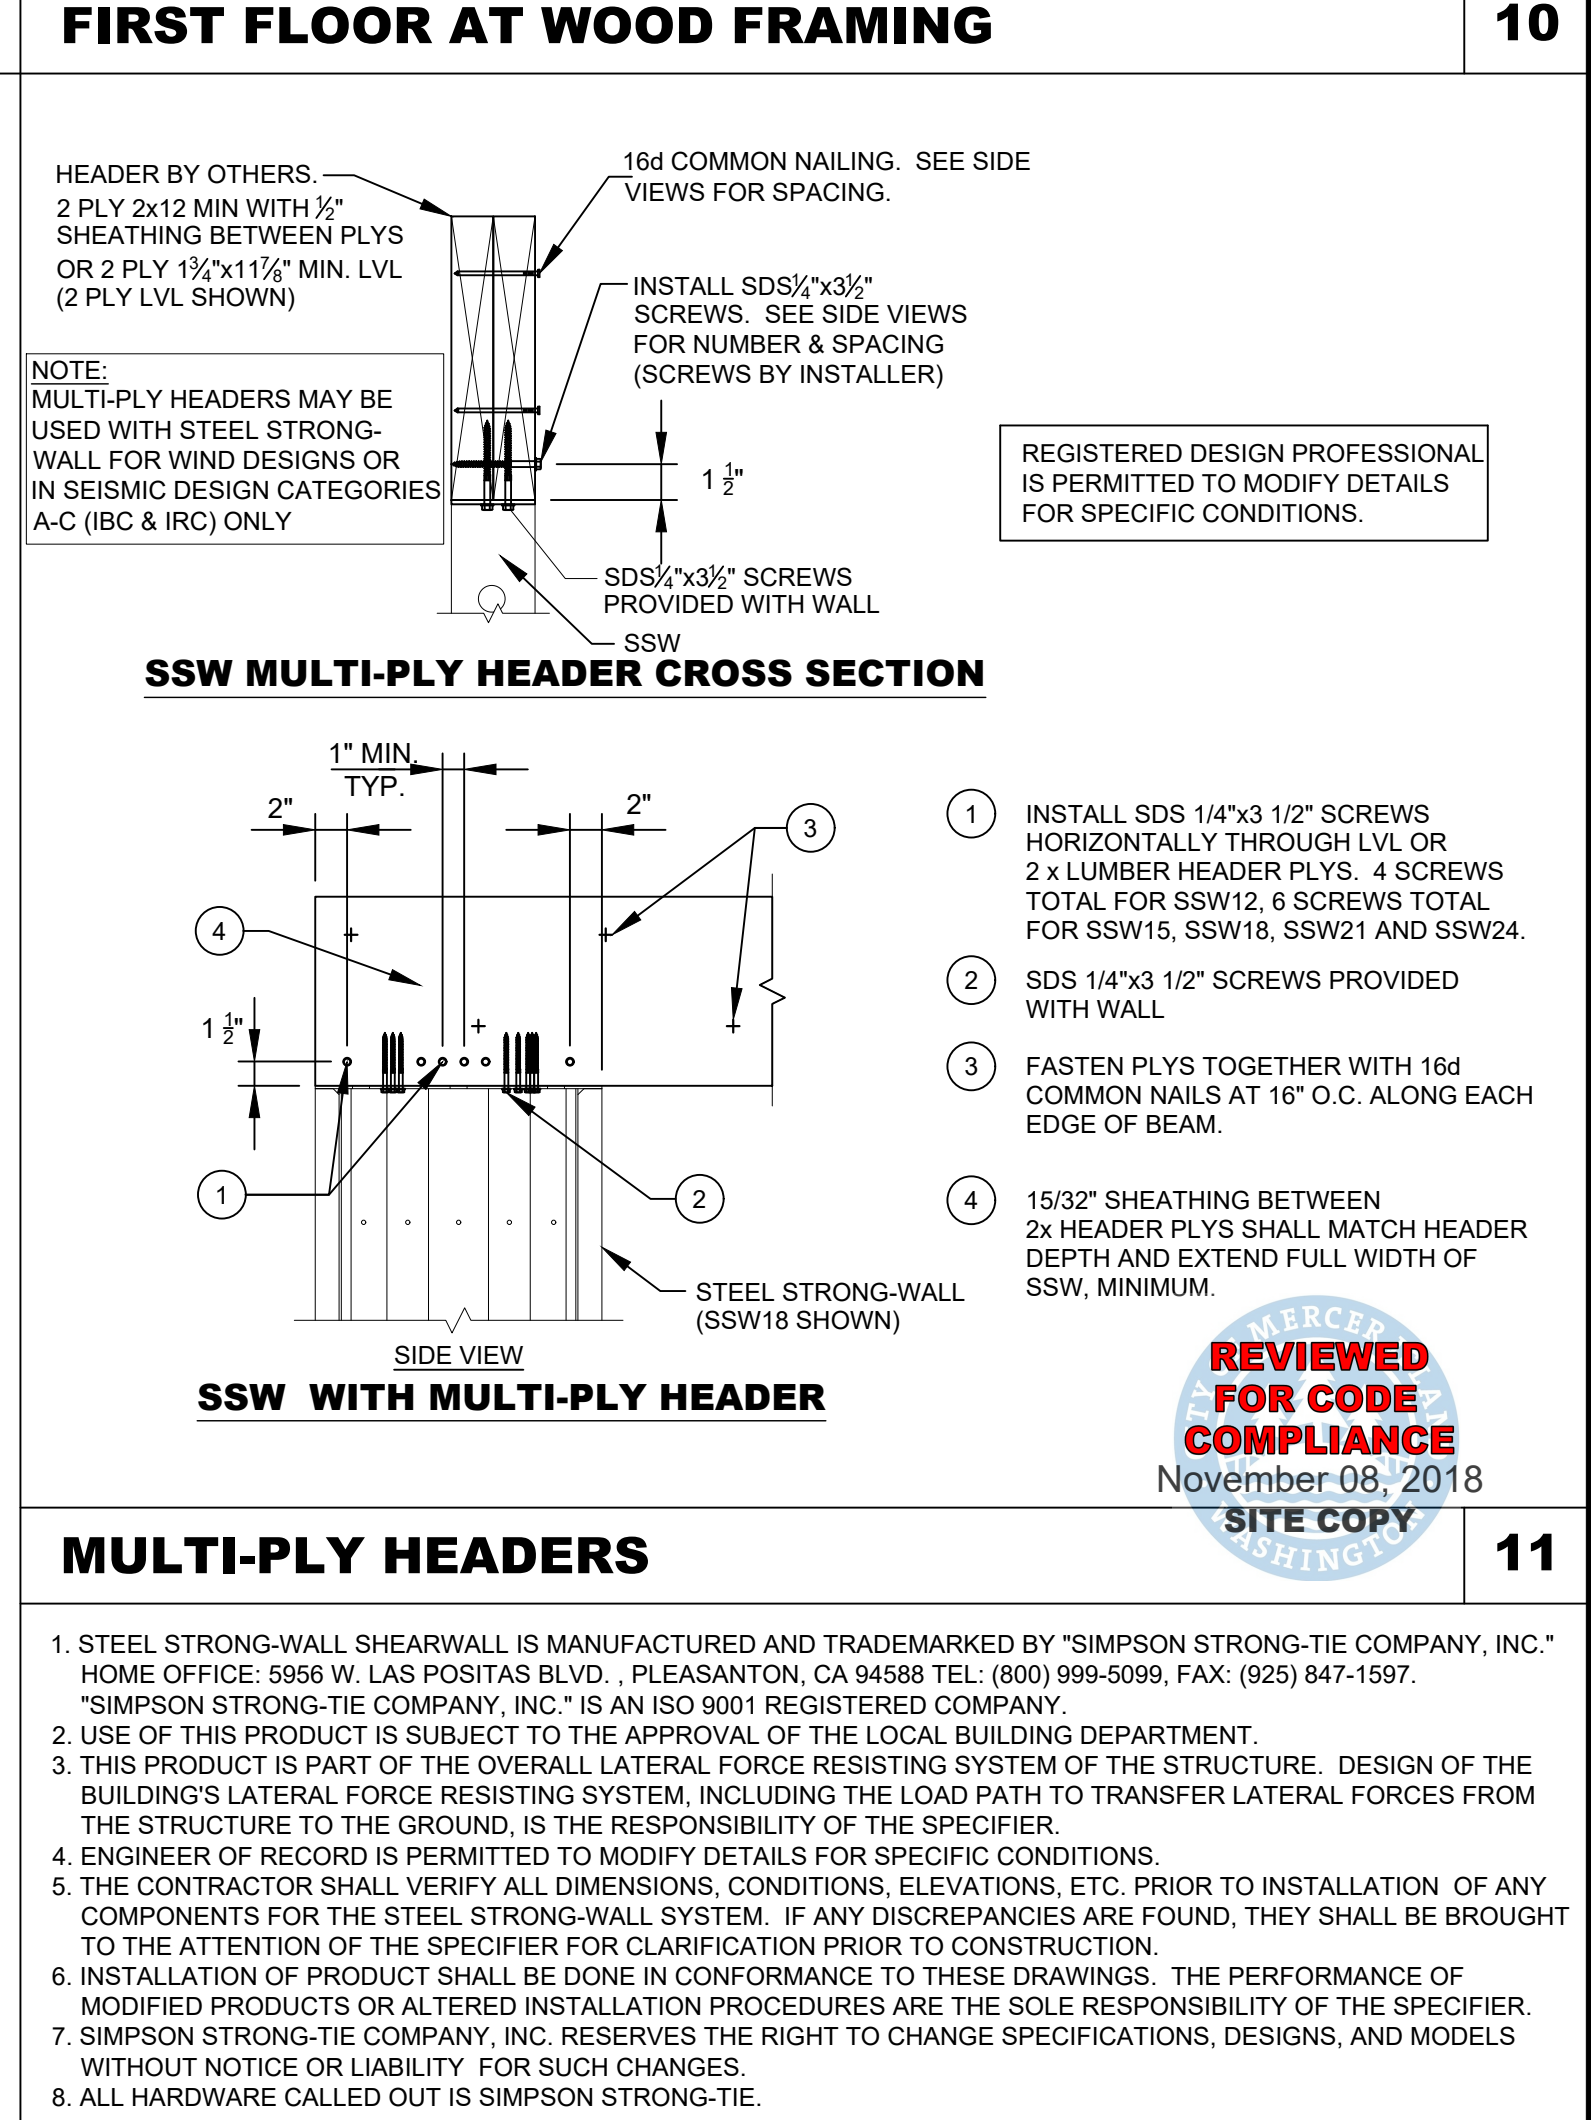 FIRST FLOOR AT WOOD FRAMING
10
HEADER BY OTHERS.
2 PLY 2x12 MIN WITH ½"
SHEATHING BETWEEN PLYS
OR 2 PLY 1¾"x11⅞" MIN. LVL
(2 PLY LVL SHOWN)
16d COMMON NAILING. SEE SIDE
VIEWS FOR SPACING.
INSTALL SDS¼"x3½"
SCREWS. SEE SIDE VIEWS
FOR NUMBER & SPACING
(SCREWS BY INSTALLER)
NOTE:
MULTI-PLY HEADERS MAY BE
USED WITH STEEL STRONG-
WALL FOR WIND DESIGNS OR
IN SEISMIC DESIGN CATEGORIES
A-C (IBC & IRC) ONLY
1 ½"
REGISTERED DESIGN PROFESSIONAL
IS PERMITTED TO MODIFY DETAILS
FOR SPECIFIC CONDITIONS.
SDS¼"x3½" SCREWS
PROVIDED WITH WALL
SSW
SSW MULTI-PLY HEADER CROSS SECTION
1" MIN.
TYP.
2"
2"
3
4
1 ½"
1
2
STEEL STRONG-WALL
(SSW18 SHOWN)
SIDE VIEW
SSW WITH MULTI-PLY HEADER
1
INSTALL SDS 1/4"x3 1/2" SCREWS
HORIZONTALLY THROUGH LVL OR
2 x LUMBER HEADER PLYS. 4 SCREWS
TOTAL FOR SSW12, 6 SCREWS TOTAL
FOR SSW15, SSW18, SSW21 AND SSW24.
2
SDS 1/4"x3 1/2" SCREWS PROVIDED
WITH WALL
3
FASTEN PLYS TOGETHER WITH 16d
COMMON NAILS AT 16" O.C. ALONG EACH
EDGE OF BEAM.
4
15/32" SHEATHING BETWEEN
2x HEADER PLYS SHALL MATCH HEADER
DEPTH AND EXTEND FULL WIDTH OF
SSW, MINIMUM.
CITY OF MERCER ISLAND
REVIEWED
FOR CODE
COMPLIANCE
November 08, 2018
SITE COPY
WASHINGTON
MULTI-PLY HEADERS
11
1. STEEL STRONG-WALL SHEARWALL IS MANUFACTURED AND TRADEMARKED BY "SIMPSON STRONG-TIE COMPANY, INC."
HOME OFFICE: 5956 W. LAS POSITAS BLVD. , PLEASANTON, CA 94588 TEL: (800) 999-5099, FAX: (925) 847-1597.
"SIMPSON STRONG-TIE COMPANY, INC." IS AN ISO 9001 REGISTERED COMPANY.
2. USE OF THIS PRODUCT IS SUBJECT TO THE APPROVAL OF THE LOCAL BUILDING DEPARTMENT.
3. THIS PRODUCT IS PART OF THE OVERALL LATERAL FORCE RESISTING SYSTEM OF THE STRUCTURE. DESIGN OF THE
BUILDING'S LATERAL FORCE RESISTING SYSTEM, INCLUDING THE LOAD PATH TO TRANSFER LATERAL FORCES FROM
THE STRUCTURE TO THE GROUND, IS THE RESPONSIBILITY OF THE SPECIFIER.
4. ENGINEER OF RECORD IS PERMITTED TO MODIFY DETAILS FOR SPECIFIC CONDITIONS.
5. THE CONTRACTOR SHALL VERIFY ALL DIMENSIONS, CONDITIONS, ELEVATIONS, ETC. PRIOR TO INSTALLATION OF ANY
COMPONENTS FOR THE STEEL STRONG-WALL SYSTEM. IF ANY DISCREPANCIES ARE FOUND, THEY SHALL BE BROUGHT
TO THE ATTENTION OF THE SPECIFIER FOR CLARIFICATION PRIOR TO CONSTRUCTION.
6. INSTALLATION OF PRODUCT SHALL BE DONE IN CONFORMANCE TO THESE DRAWINGS. THE PERFORMANCE OF
MODIFIED PRODUCTS OR ALTERED INSTALLATION PROCEDURES ARE THE SOLE RESPONSIBILITY OF THE SPECIFIER.
7. SIMPSON STRONG-TIE COMPANY, INC. RESERVES THE RIGHT TO CHANGE SPECIFICATIONS, DESIGNS, AND MODELS
WITHOUT NOTICE OR LIABILITY FOR SUCH CHANGES.
8. ALL HARDWARE CALLED OUT IS SIMPSON STRONG-TIE.